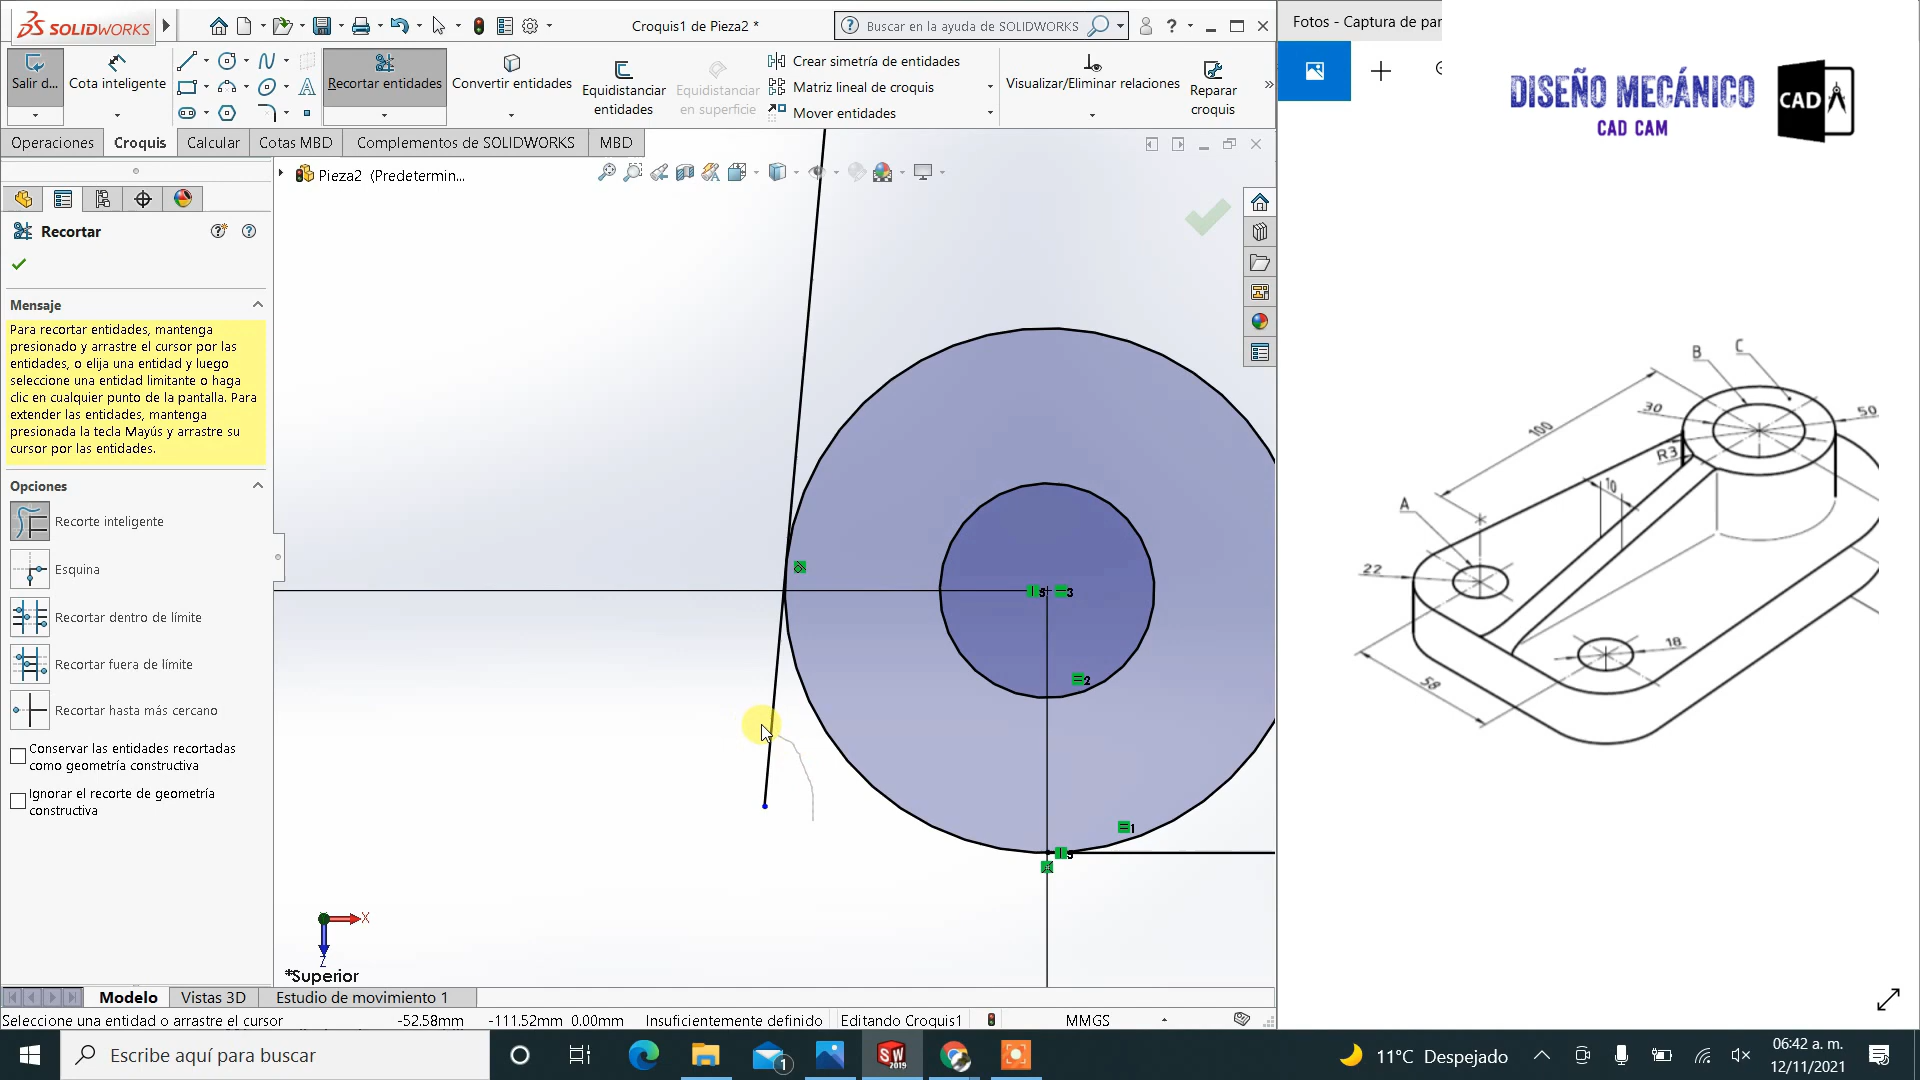 SOLIDWORKS
Croquis1 de Pieza2 *
Buscar en la ayuda de SOLIDWORKS
Fotos - Captura de pan
Salir d...
Cota inteligente
Recortar entidades
Convertir entidades
Equidistanciar entidades
Equidistanciar en superficie
Crear simetría de entidades
Matriz lineal de croquis
Mover entidades
Visualizar/Eliminar relaciones
Reparar croquis
DISEÑO MECÁNICO
CAD CAM
CAD
Operaciones
Croquis
Calcular
Cotas MBD
Complementos de SOLIDWORKS
MBD
Pieza2 (Predetermin...
Recortar
Mensaje
Para recortar entidades, mantenga
presionado y arrastre el cursor por las
entidades, o elija una entidad y luego
seleccione una entidad limitante o haga
clic en cualquier punto de la pantalla. Para
extender las entidades, mantenga
presionada la tecla Mayús y arrastre su
cursor por las entidades.
Opciones
Recorte inteligente
Esquina
Recortar dentro de límite
Recortar fuera de límite
Recortar hasta más cercano
Conservar las entidades recortadas
como geometría constructiva
Ignorar el recorte de geometría
constructiva
3
2
1
X
Z
*Superior
B
C
30
50
100
R3
10
A
22
18
58
Modelo
Vistas 3D
Estudio de movimiento 1
Seleccione una entidad o arrastre el cursor
-52.58mm
-111.52mm
0.00mm
Insuficientemente definido
Editando Croquis1
MMGS
Escribe aquí para buscar
1
SW
2019
11°C Despejado
06:42 a. m.
12/11/2021